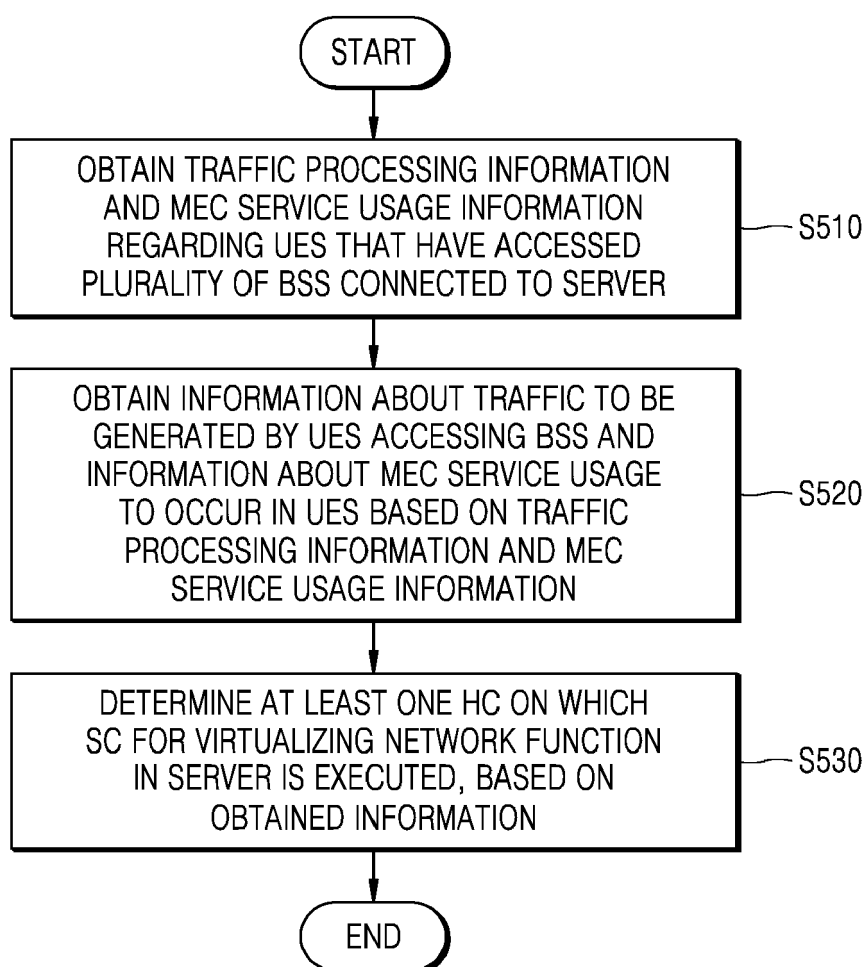 START
OBTAIN TRAFFIC PROCESSING INFORMATION
AND MEC SERVICE USAGE INFORMATION
REGARDING UES THAT HAVE ACCESSED
PLURALITY OF BSS CONNECTED TO SERVER
S510
OBTAIN INFORMATION ABOUT TRAFFIC TO BE
GENERATED BY UES ACCESSING BSS AND
INFORMATION ABOUT MEC SERVICE USAGE
TO OCCUR IN UES BASED ON TRAFFIC
PROCESSING INFORMATION AND MEC
SERVICE USAGE INFORMATION
S520
DETERMINE AT LEAST ONE HC ON WHICH
SC FOR VIRTUALIZING NETWORK FUNCTION
IN SERVER IS EXECUTED, BASED ON
OBTAINED INFORMATION
S530
END